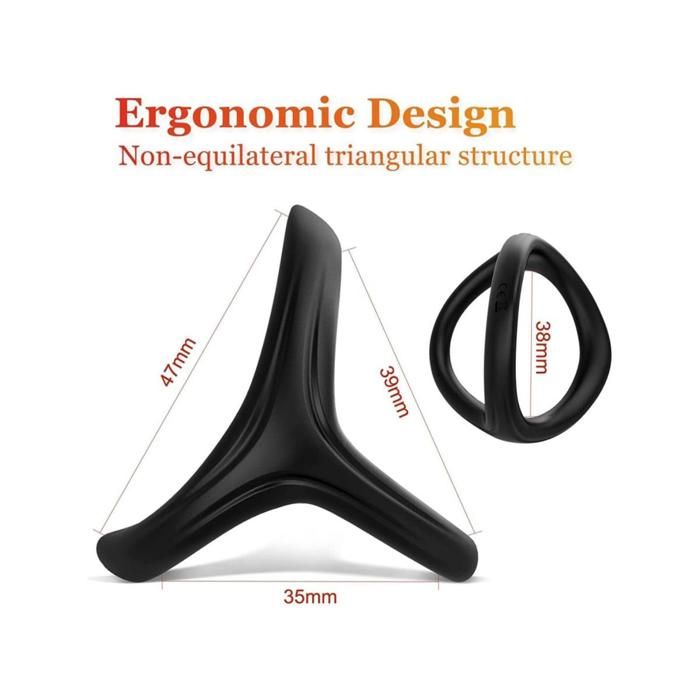 Ergonomic Design
Non-equilateral triangular structure
47mm
39mm
38mm
35mm